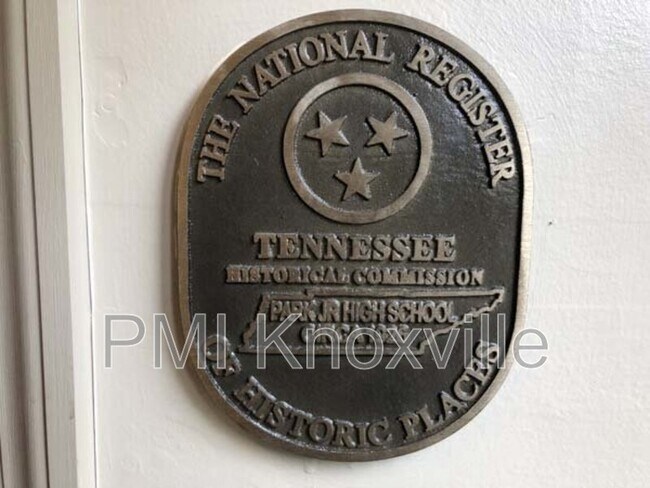 THE NATIONAL REGISTER
TENNESSEE
HISTORICAL COMMISSION
PARK JR HIGH SCHOOL
PMI Knoxville
OF HISTORIC PLACES